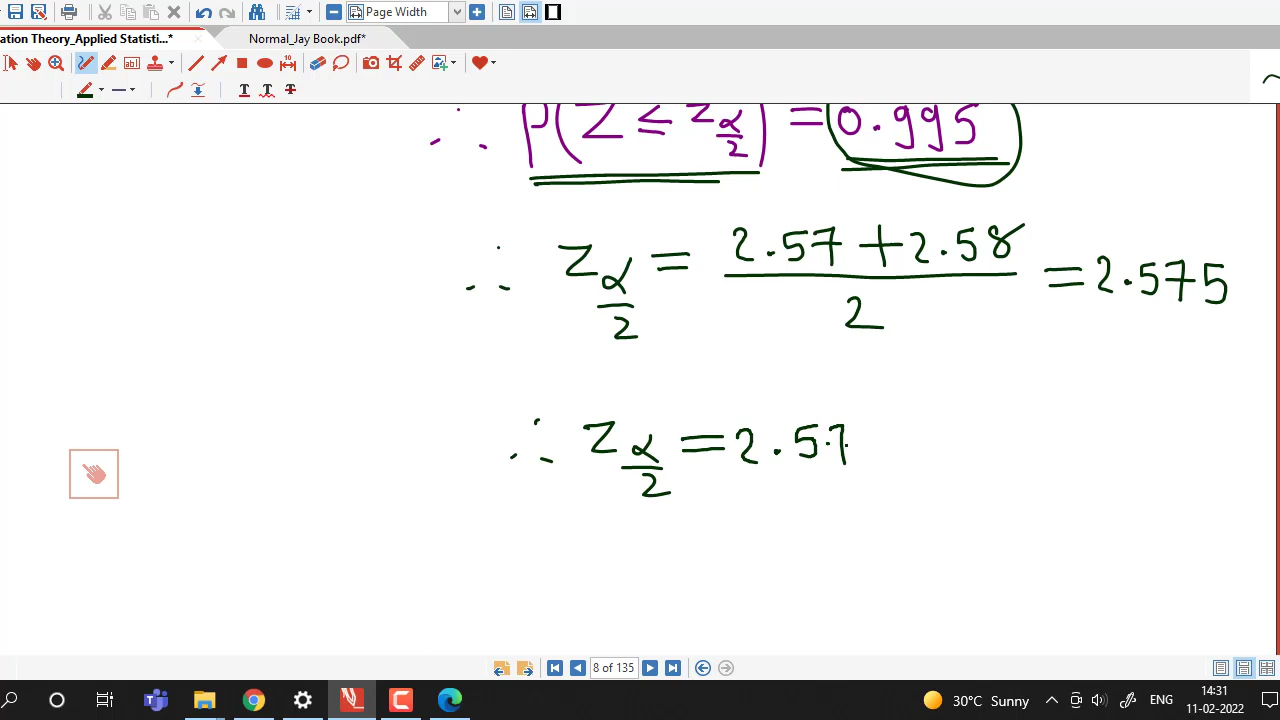 Page Width
ation Theory_Applied Statisti...*
Normal_Jay Book.pdf*
∴ P(Z ≤ z α/2) = 0.995
∴ z α/2 = (2.57 + 2.58)/2 = 2.575
∴ z α/2 = 2.57
8 of 135
30°C Sunny
ENG
14:31
11-02-2022